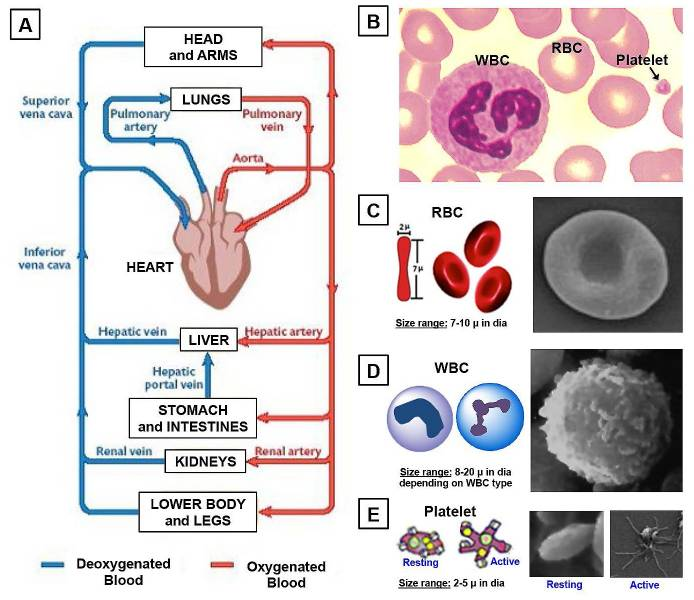 A
HEAD
and ARMS
LUNGS
Superior
vena cava
Pulmonary
artery
Pulmonary
vein
Aorta
Inferior
vena cava
HEART
Hepatic vein
LIVER
Hepatic artery
Hepatic
portal vein
STOMACH
and INTESTINES
Renal vein
KIDNEYS
Renal artery
LOWER BODY
and LEGS
Deoxygenated
Blood
Oxygenated
Blood
B
WBC
RBC
Platelet
C
RBC
2 µ
7µ
Size range: 7-10 µ in dia
D
WBC
Size range: 8-20 µ in dia
depending on WBC type
E
Platelet
Resting
Active
Size range: 2-5 µ in dia
Resting
Active